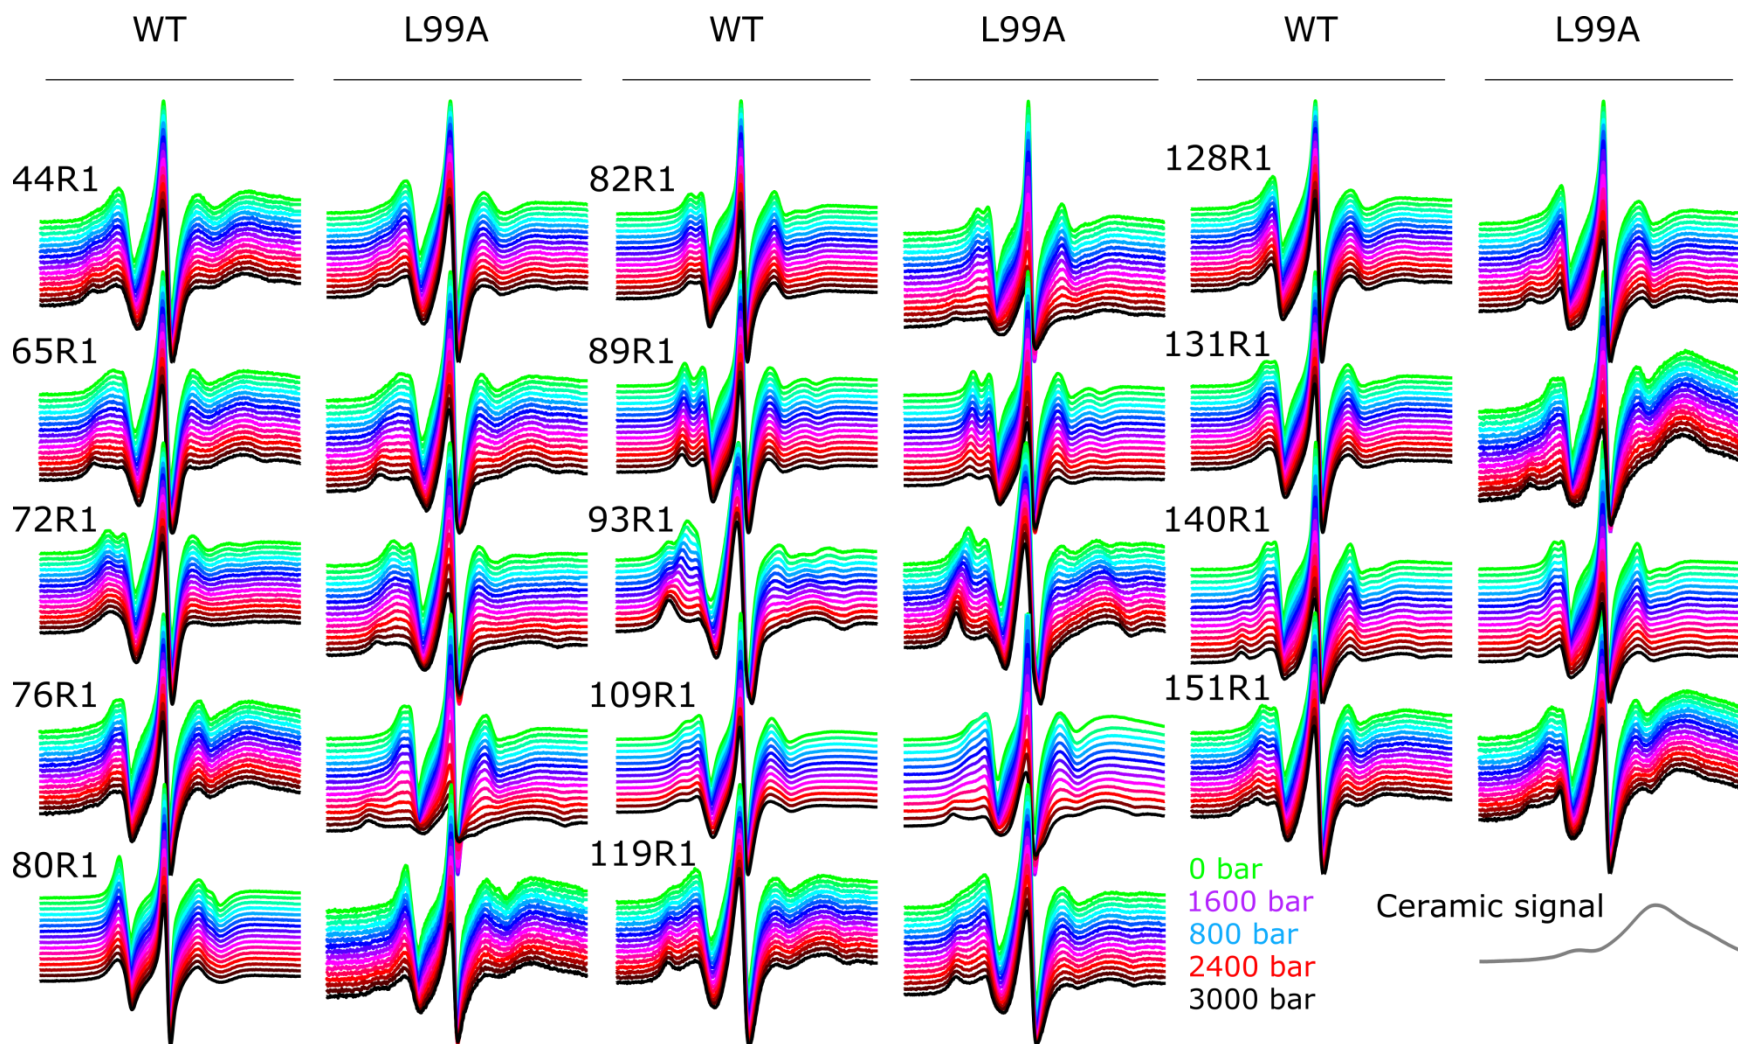 WT L99A WT L99A WT L99A
44R1 82R1 128R1
65R1 89R1 131R1
72R1 93R1 140R1
76R1 109R1 151R1
80R1 119R1
0 bar
1600 bar
800 bar
2400 bar
3000 bar
Ceramic signal